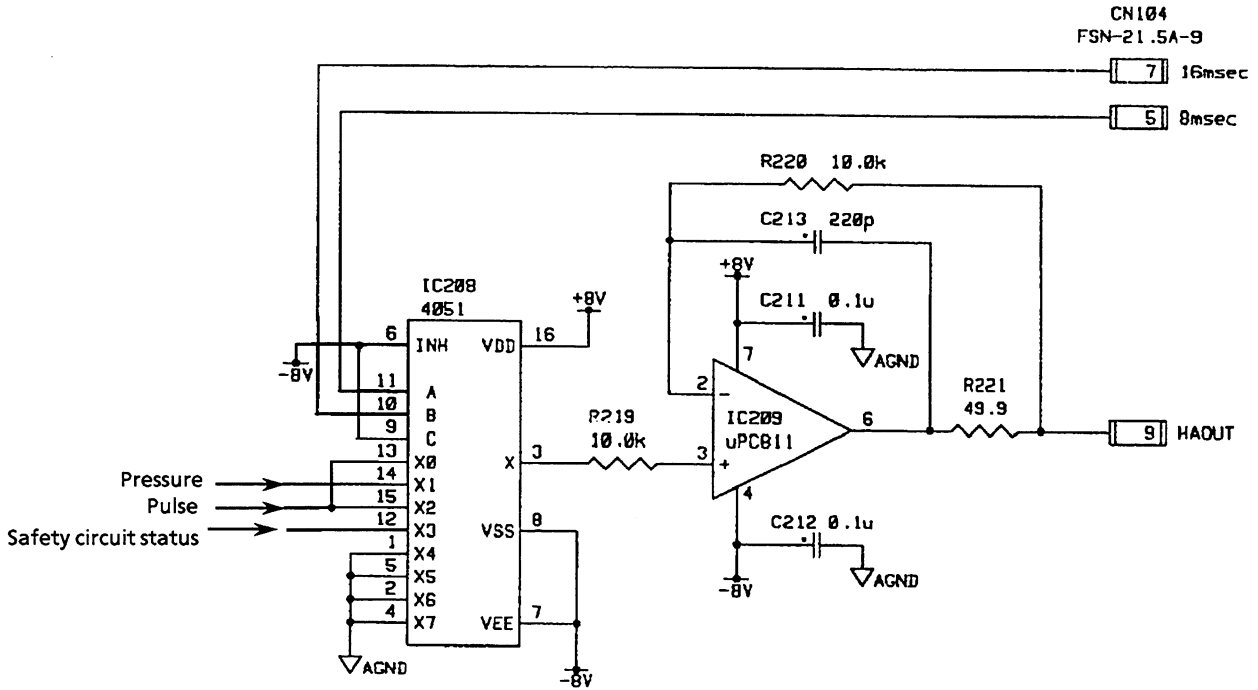 CN104
FSN-21.5A-9
7 16msec
5 8msec
R220 10.0k
C213 220p
+8V
C211 0.1u
AGND
IC208
4051
+8V
6 INH VDD 16
-8V
11 A
10 B
9 C
13 X0
14 X1
15 X2
12 X3
1 X4
5 X5
2 X6
4 X7
X 3
VSS 8
VEE 7
Pressure
Pulse
Safety circuit status
AGND
-8V
R219
10.0k
7
2 -
IC209
uPC811
3 +
6
4
R221
49.9
9 HAOUT
C212 0.1u
AGND
-8V